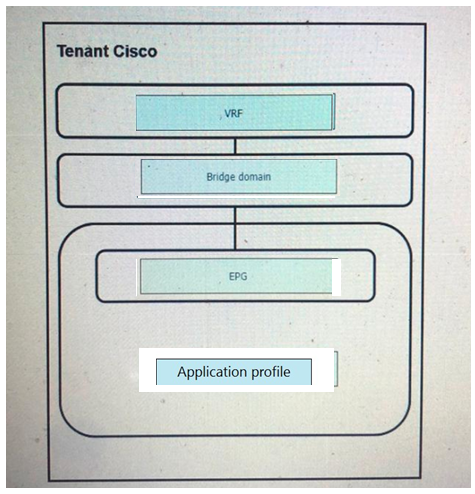 Tenant Cisco
VRF
Bridge domain
EPG
Application profile